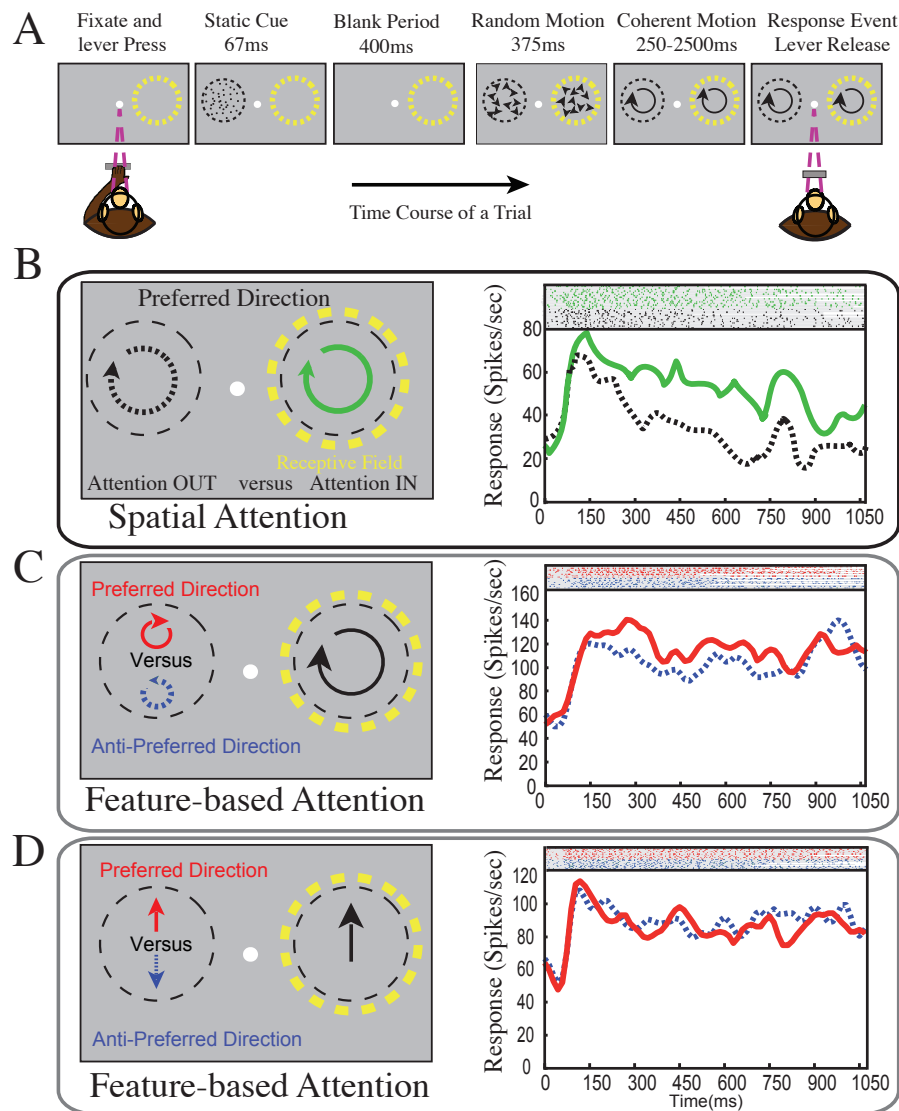 A
Fixate and
lever Press
Static Cue
67ms
Blank Period
400ms
Random Motion
375ms
Coherent Motion
250-2500ms
Response Event
Lever Release
Time Course of a Trial
B
Preferred Direction
Receptive Field
Attention OUT versus Attention IN
Spatial Attention
Response (Spikes/sec)
80
60
40
20
0
0 150 300 450 600 750 900 1050
C
Preferred Direction
Versus
Anti-Preferred Direction
Feature-based Attention
Response (Spikes/sec)
160
140
120
100
80
60
40
20
0
0 150 300 450 600 750 900 1050
D
Preferred Direction
Versus
Anti-Preferred Direction
Feature-based Attention
Response (Spikes/sec)
120
100
80
60
40
20
0
0 150 300 450 600 750 900 1050
Time(ms)